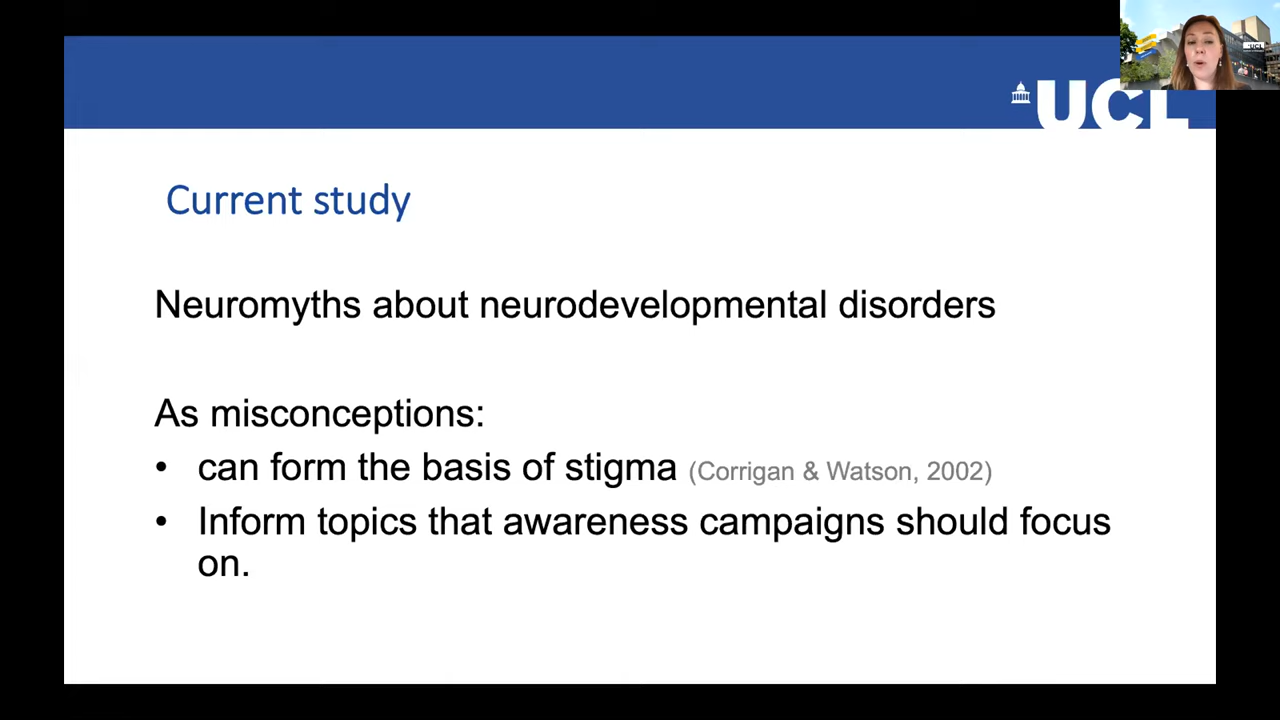 UCL
UCL
Current study
Neuromyths about neurodevelopmental disorders
As misconceptions:
• can form the basis of stigma (Corrigan & Watson, 2002)
• Inform topics that awareness campaigns should focus
on.